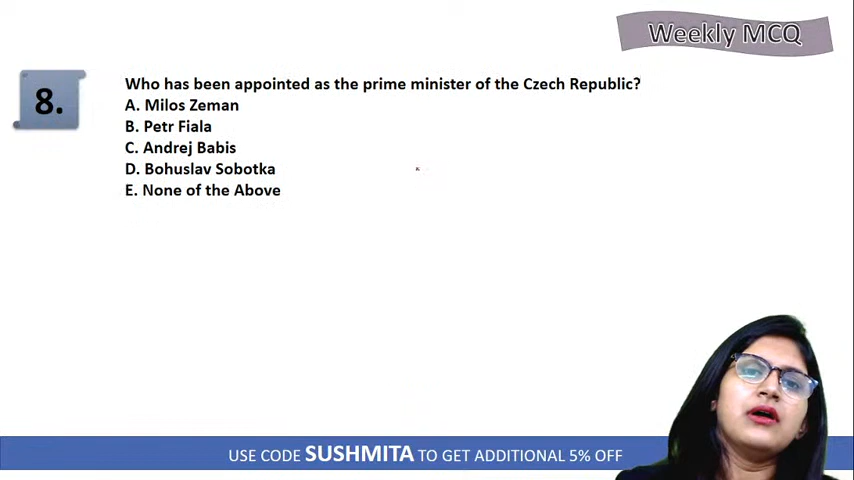 Weekly MCQ
8.
Who has been appointed as the prime minister of the Czech Republic?
A. Milos Zeman
B. Petr Fiala
C. Andrej Babis
D. Bohuslav Sobotka
E. None of the Above
USE CODE SUSHMITA TO GET ADDITIONAL 5% OFF